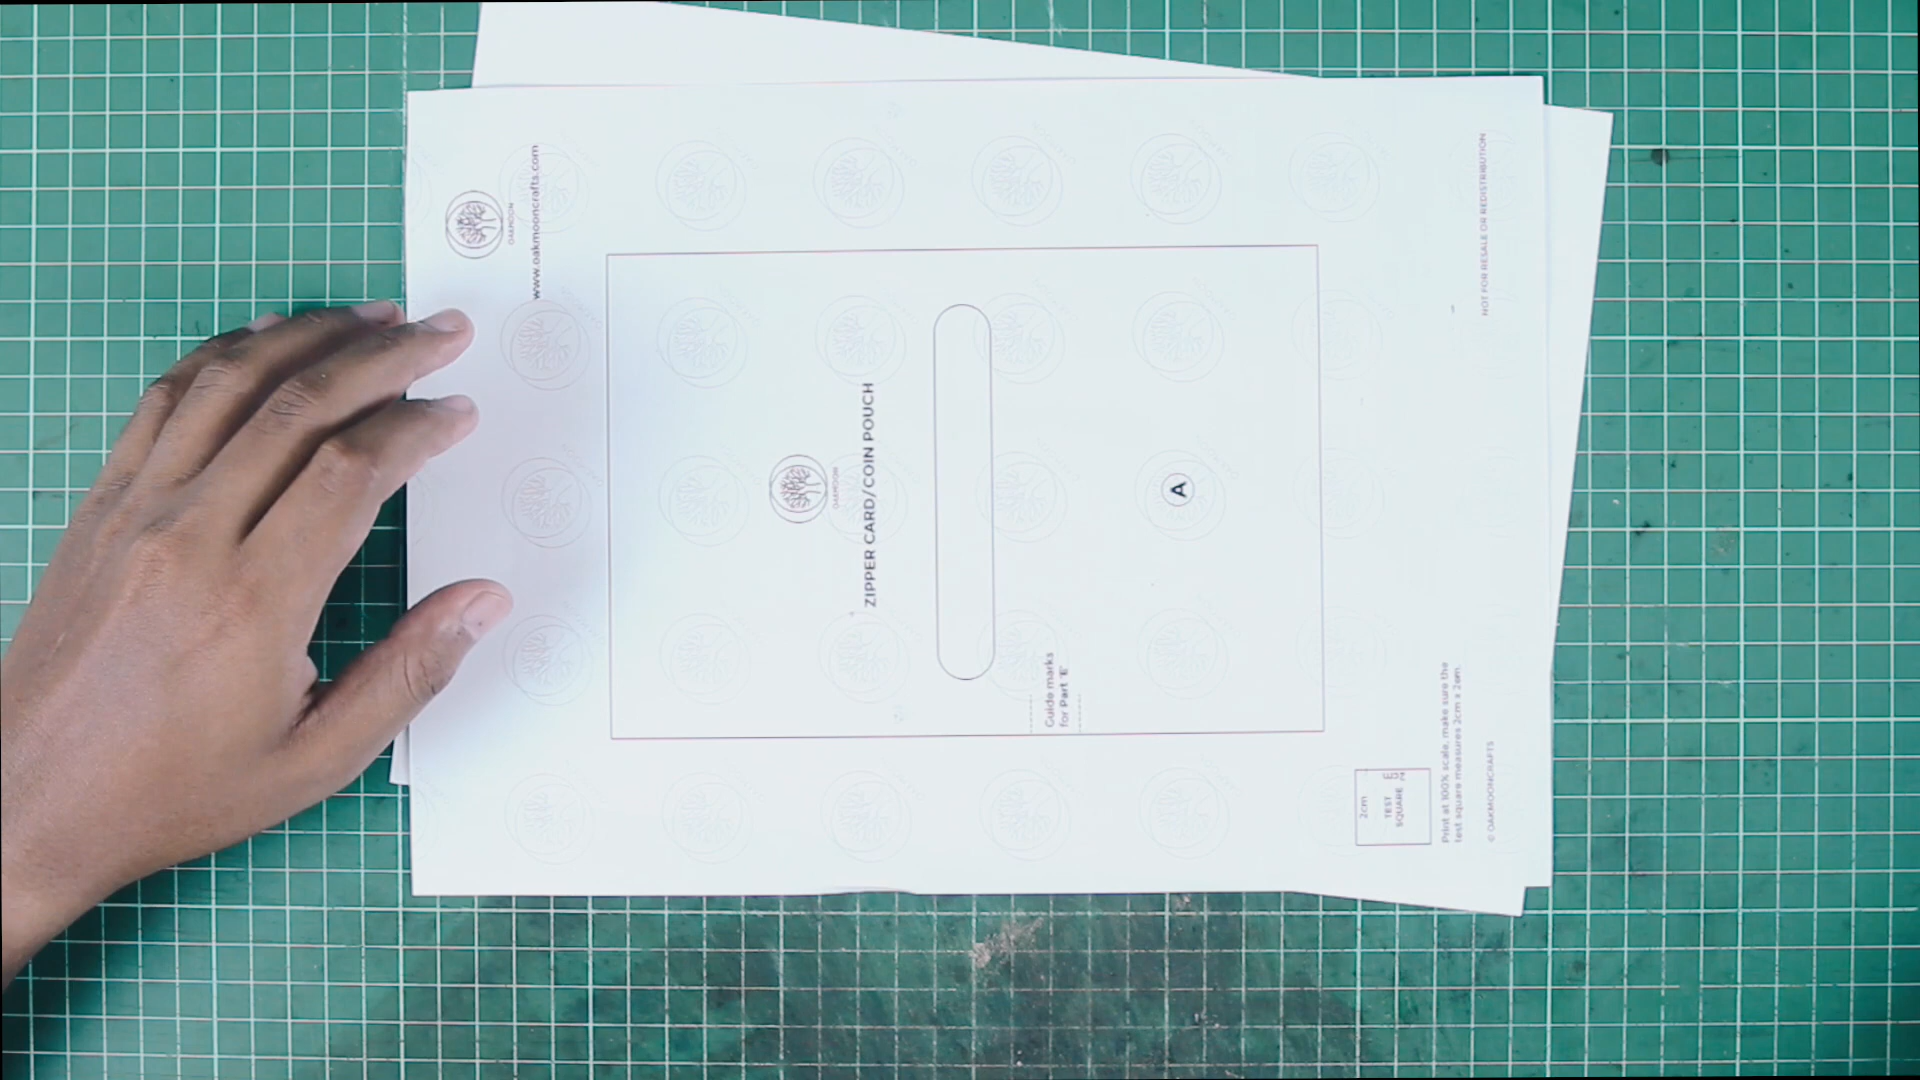 OAKMOON
www.oakmooncrafts.com
OAKMOON
ZIPPER CARD/COIN POUCH
Guide marks
for Part 'E'
A
2cm
TEST
SQUARE
Print at 100% scale, make sure the
test square measures 2cm x 2cm.
© OAKMOONCRAFTS
NOT FOR RESALE OR REDISTRIBUTION